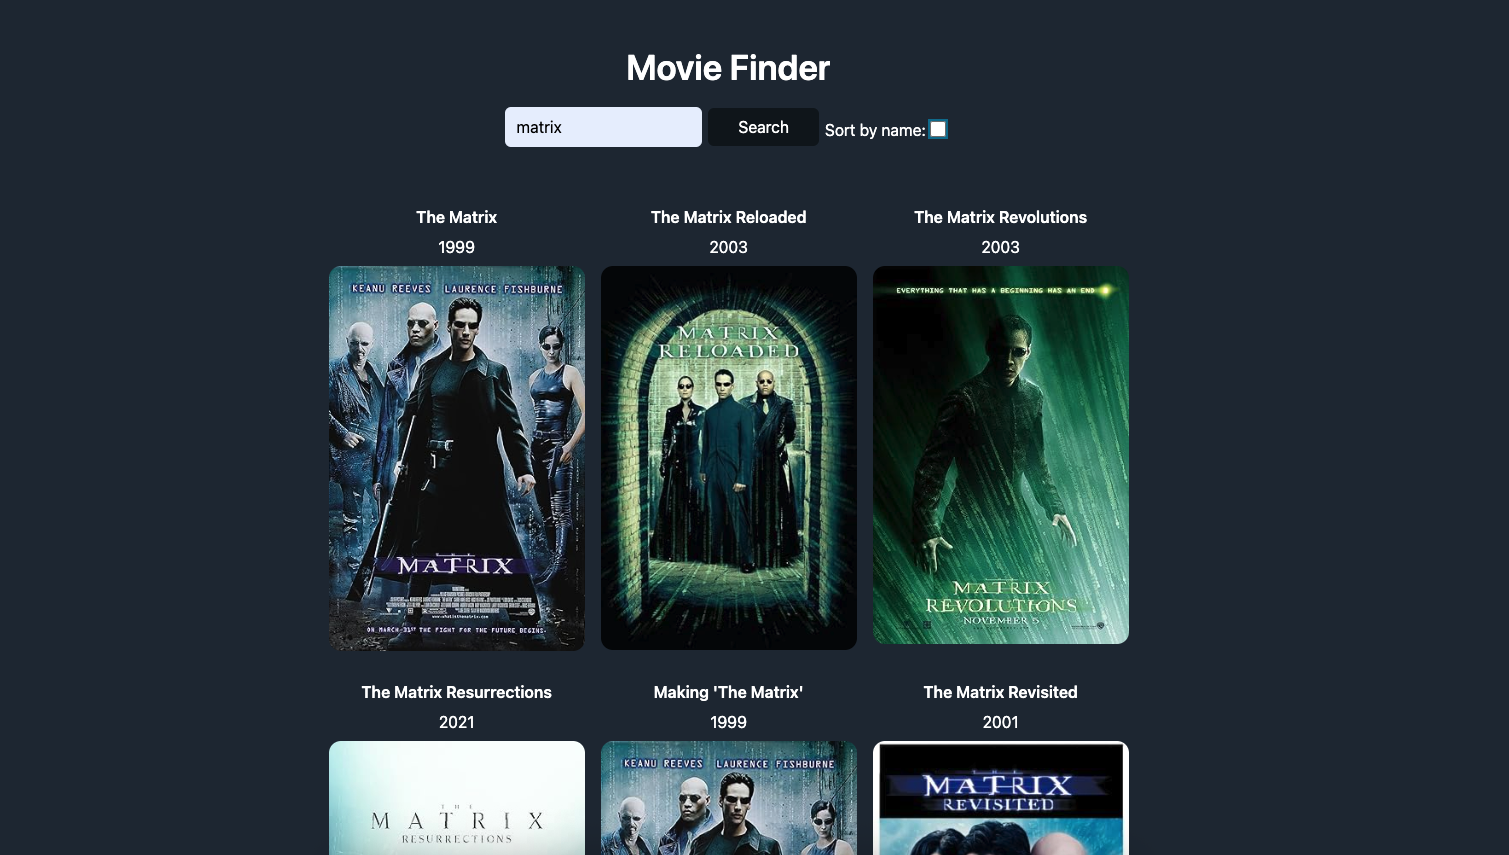 Movie Finder
matrix
Search
Sort by name:
The Matrix
The Matrix Reloaded
The Matrix Revolutions
1999
2003
2003
KEANU REEVES LAURENCE FISHBURNE
THE
MATRIX
ON MARCH 31ST THE FIGHT FOR THE FUTURE BEGINS.
MATRIX
RELOADED
EVERYTHING THAT HAS A BEGINNING HAS AN END
MATRIX
REVOLUTIONS
NOVEMBER 5
The Matrix Resurrections
Making 'The Matrix'
The Matrix Revisited
2021
1999
2001
THE
MATRIX
RESURRECTIONS
KEANU REEVES LAURENCE FISHBURNE
THE
MATRIX
REVISITED